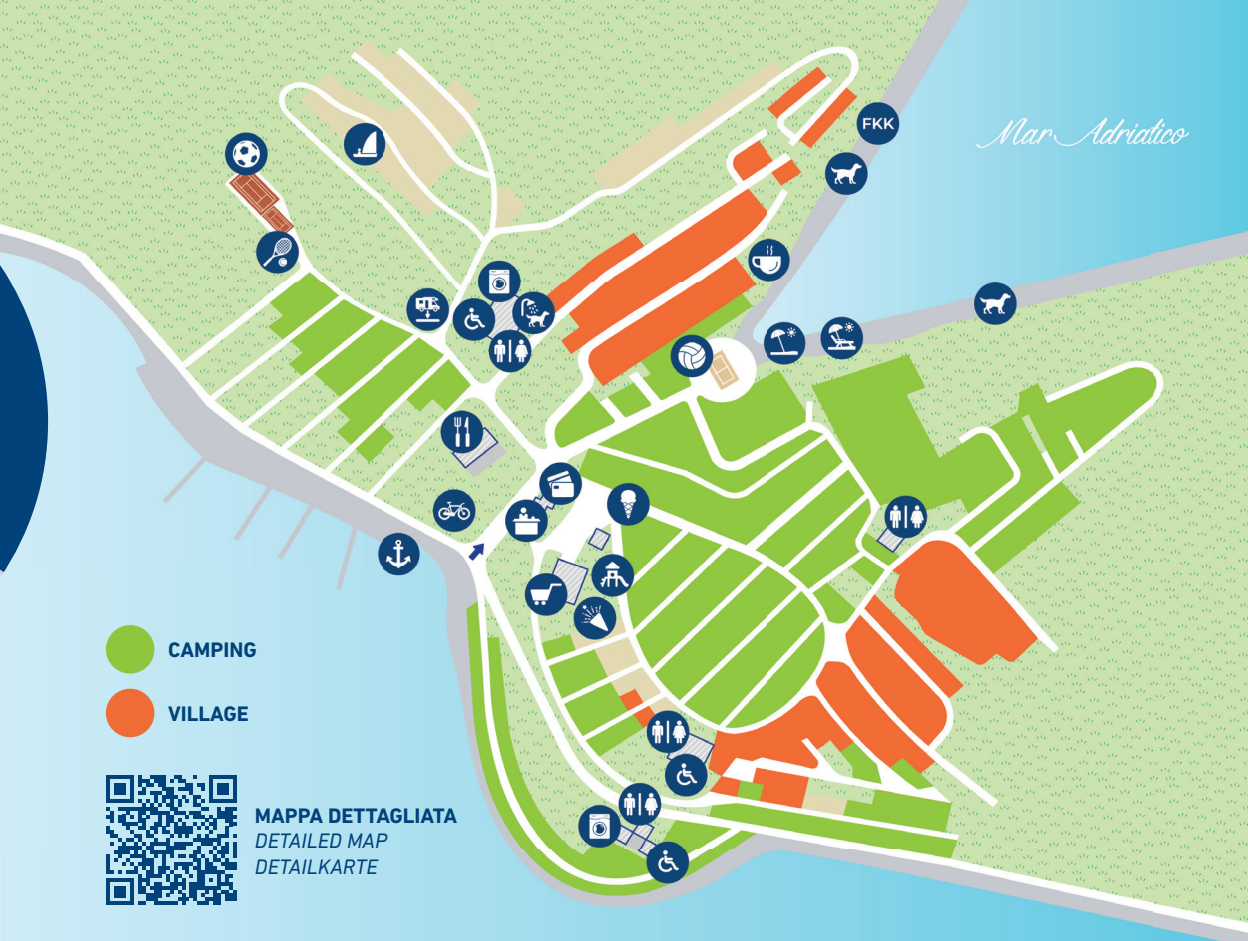 FKK
Mar Adriatico
CAMPING
VILLAGE
MAPPA DETTAGLIATA
DETAILED MAP
DETAILKARTE